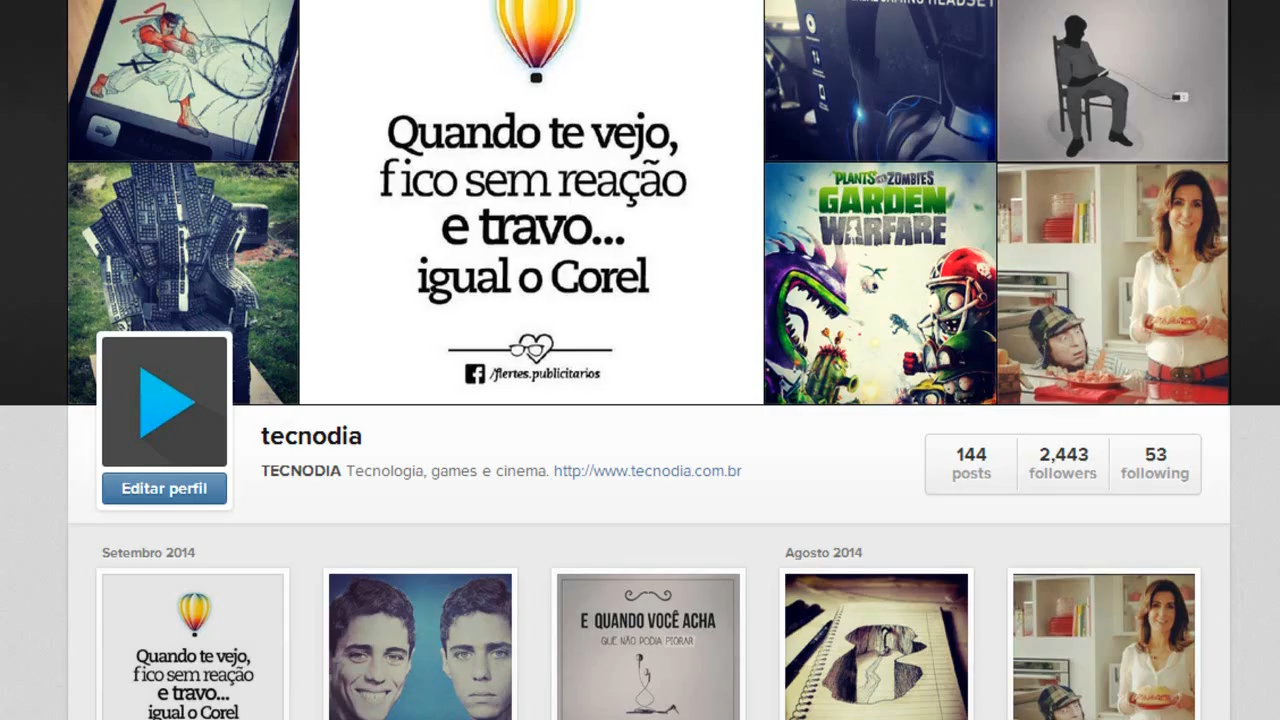 GAMING HEADSET
Quando te vejo,
fico sem reação
e travo...
igual o Corel
/flertes.publicitarios
PLANTS VS ZOMBIES
GARDEN
WARFARE
tecnodia
TECNODIA Tecnologia, games e cinema. http://www.tecnodia.com.br
Editar perfil
144
posts
2,443
followers
53
following
Setembro 2014
Agosto 2014
Quando te vejo,
fico sem reação
e travo...
igual o Corel
E QUANDO VOCÊ ACHA
QUE NÃO PODIA PIORAR